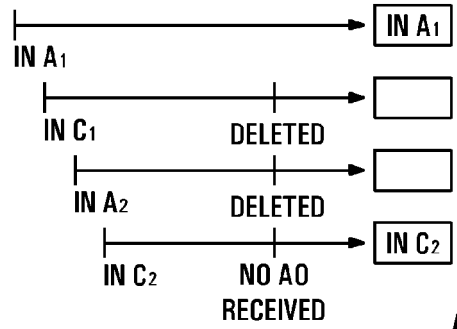 IN A1
IN A1
IN C1 DELETED
IN A2 DELETED
IN C2
IN C2 NO AO
RECEIVED